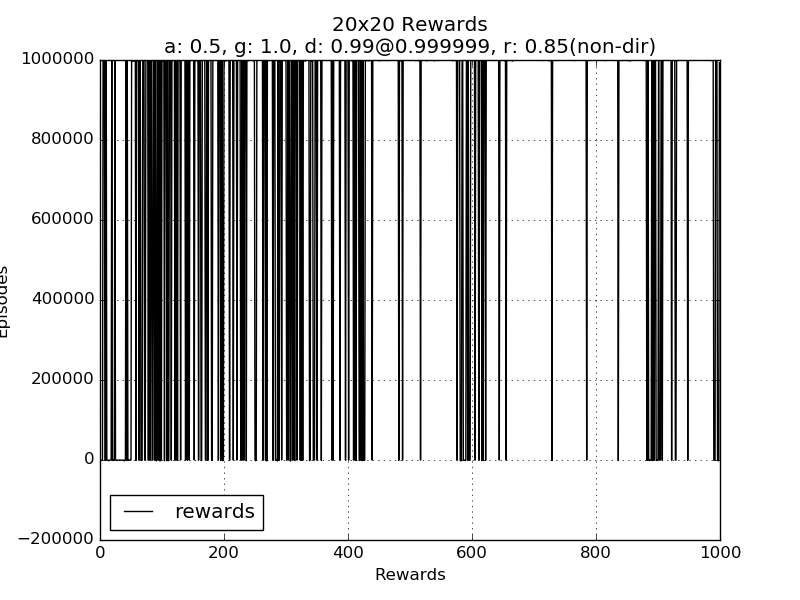 20x20 Rewards
a: 0.5, g: 1.0, d: 0.99@0.999999, r: 0.85(non-dir)
1000000
800000
600000
400000
200000
0
−200000
Episodes
rewards
0 200 400 600 800 1000
Rewards